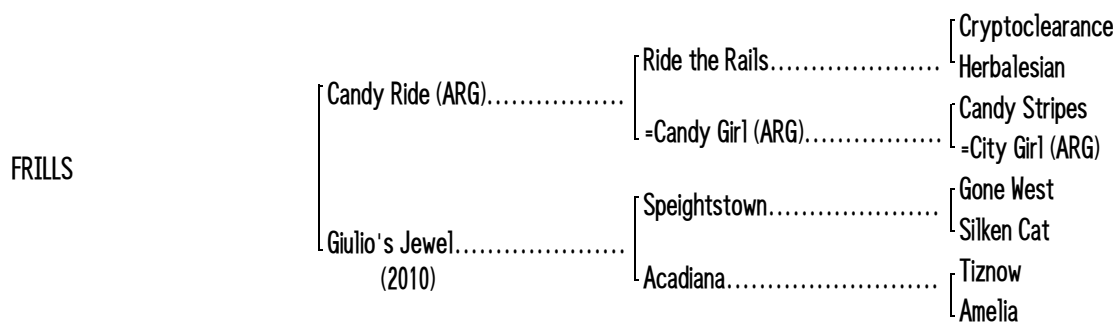 Cryptoclearance
Ride the Rails.....................
Herbalesian
Candy Ride (ARG).................
Candy Stripes
=Candy Girl (ARG).................
=City Girl (ARG)
FRILLS
Gone West
Speightstown.....................
Silken Cat
Giulio's Jewel.....................
(2010)
Tiznow
Acadiana..........................
Amelia